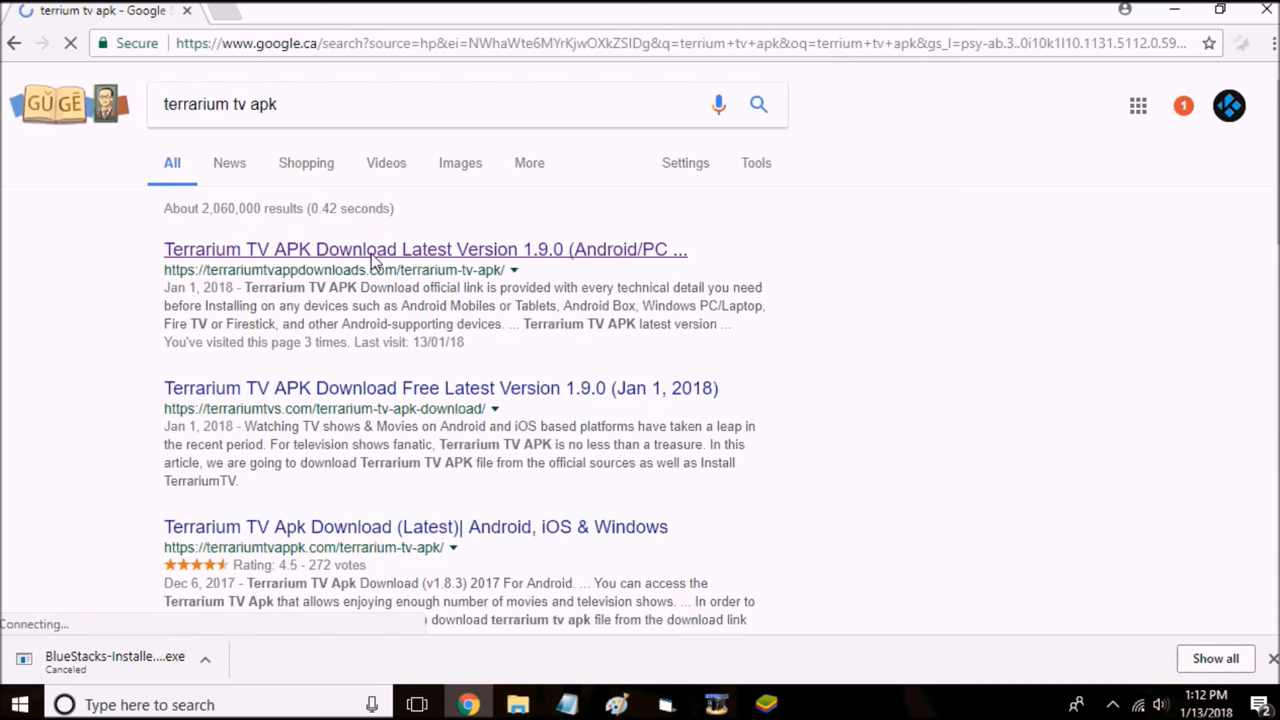 terrium tv apk - Google S
Secure
https://www.google.ca/search?source=hp&ei=NWhaWte6MYrKjwOXkZSIDg&q=terrium+tv+apk&oq=terrium+tv+apk&gs_l=psy-ab.3..0i10k1l10.1131.5112.0.59...
GǓGĒ
terrarium tv apk
1
All News Shopping Videos Images More Settings Tools
About 2,060,000 results (0.42 seconds)
Terrarium TV APK Download Latest Version 1.9.0 (Android/PC ...
https://terrariumtvappdownloads.com/terrarium-tv-apk/
Jan 1, 2018 - Terrarium TV APK Download official link is provided with every technical detail you need
before Installing on any devices such as Android Mobiles or Tablets, Android Box, Windows PC/Laptop,
Fire TV or Firestick, and other Android-supporting devices. ... Terrarium TV APK latest version ...
You've visited this page 3 times. Last visit: 13/01/18
Terrarium TV APK Download Free Latest Version 1.9.0 (Jan 1, 2018)
https://terrariumtvs.com/terrarium-tv-apk-download/
Jan 1, 2018 - Watching TV shows & Movies on Android and iOS based platforms have taken a leap in
the recent period. For television shows fanatic, Terrarium TV APK is no less than a treasure. In this
article, we are going to download Terrarium TV APK file from the official sources as well as Install
TerrariumTV.
Terrarium TV Apk Download (Latest)| Android, iOS & Windows
https://terrariumtvappk.com/terrarium-tv-apk/
Rating: 4.5 - 272 votes
Dec 6, 2017 - Terrarium TV Apk Download (v1.8.3) 2017 For Android. ... You can access the
Terrarium TV Apk that allows enjoying enough number of movies and television shows. ... In order to
download terrarium tv apk file from the download link
Connecting...
BlueStacks-Installe....exe
Canceled
Show all
Type here to search
1:12 PM
1/13/2018
2